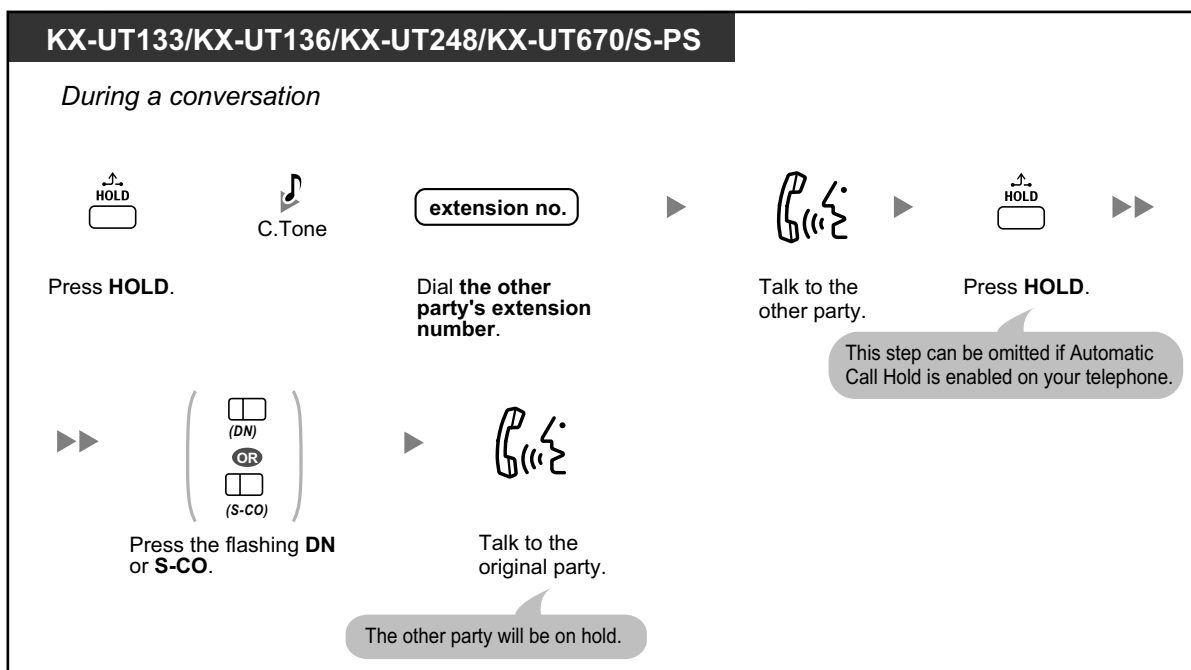 KX-UT133/KX-UT136/KX-UT248/KX-UT670/S-PS
During a conversation
HOLD
C.Tone
extension no.
HOLD
Press HOLD.
Dial the other
party's extension
number.
Talk to the
other party.
Press HOLD.
This step can be omitted if Automatic
Call Hold is enabled on your telephone.
(DN)
OR
(S-CO)
Press the flashing DN
or S-CO.
Talk to the
original party.
The other party will be on hold.